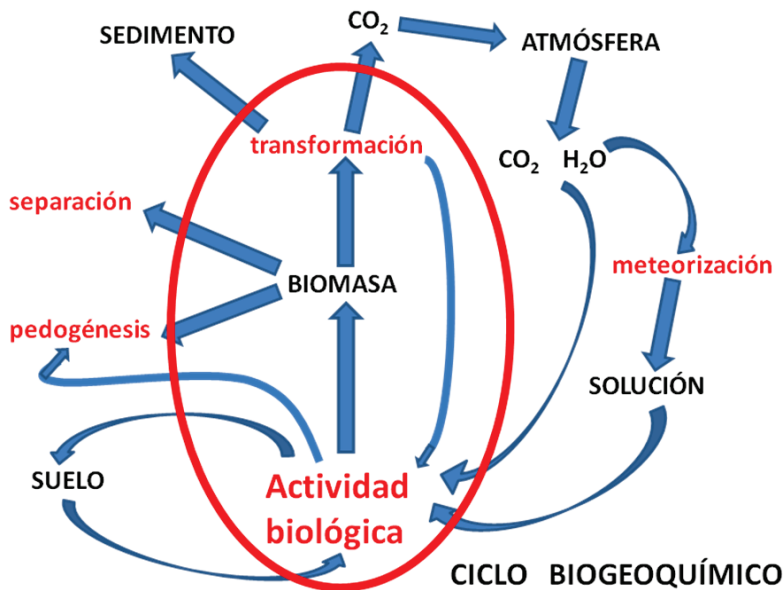 CO₂
SEDIMENTO
ATMÓSFERA
transformación
CO₂ H₂O
separación
meteorización
BIOMASA
pedogénesis
SOLUCIÓN
SUELO
Actividad
biológica
CICLO BIOGEOQUÍMICO